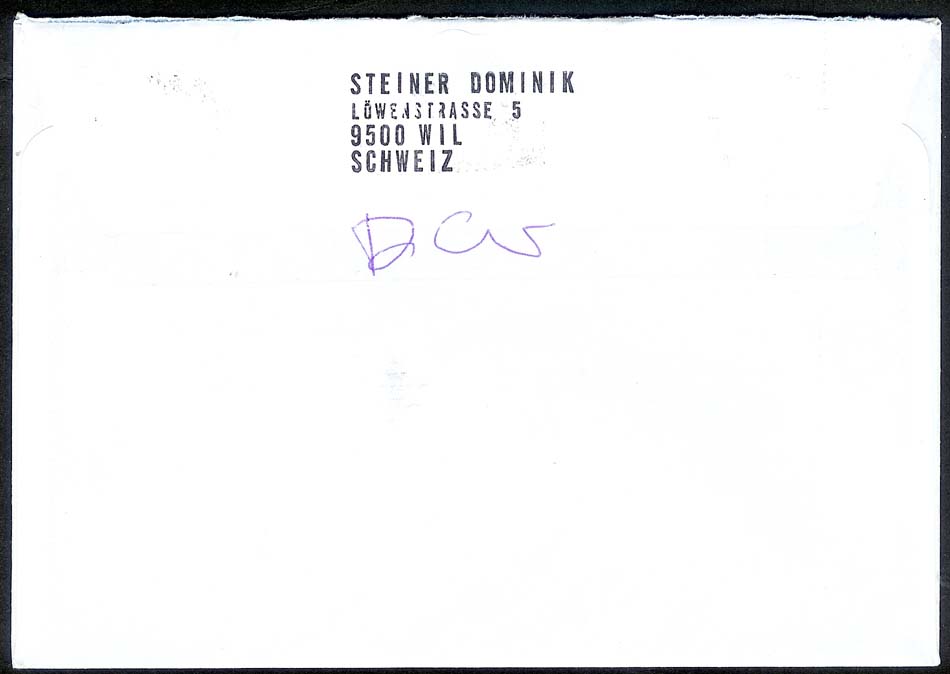 STEINER DOMINIK
LÖWENSTRASSE 5
9500 WIL
SCHWEIZ